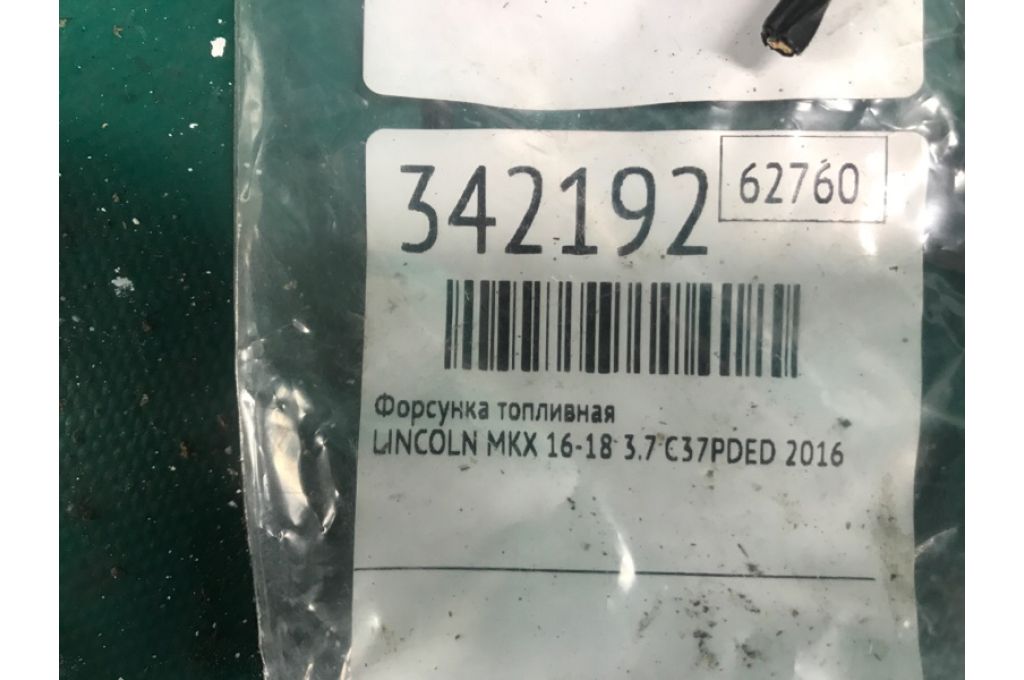 342192
62760
Форсунка топливная
LINCOLN MKX 16-18 3.7 C37PDED 2016